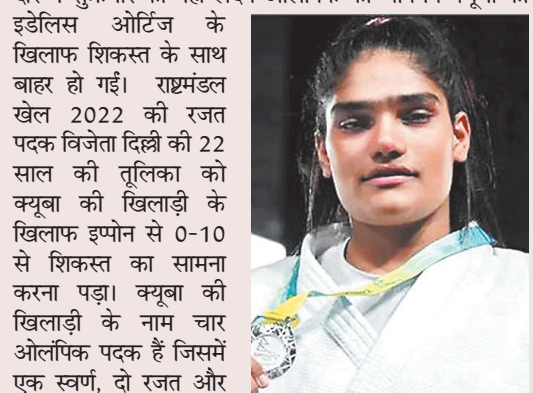 इडेलिस ओर्टिज के
खिलाफ शिकस्त के साथ
बाहर हो गईं। राष्ट्रमंडल
खेल 2022 की रजत
पदक विजेता दिल्ली की 22
साल की तूलिका को
क्यूबा की खिलाड़ी के
खिलाफ इप्पोन से 0-10
से शिकस्त का सामना
करना पड़ा। क्यूबा की
खिलाड़ी के नाम चार
ओलंपिक पदक हैं जिसमें
एक स्वर्ण, दो रजत और